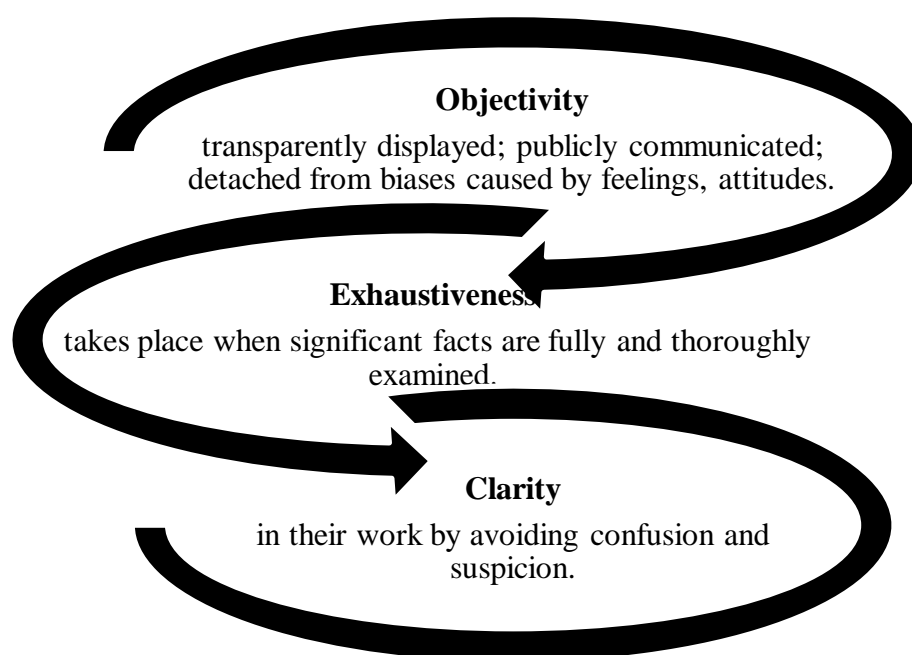 Objectivity
transparently displayed; publicly communicated;
detached from biases caused by feelings, attitudes.
Exhaustiveness
takes place when significant facts are fully and thoroughly
examined.
Clarity
in their work by avoiding confusion and
suspicion.